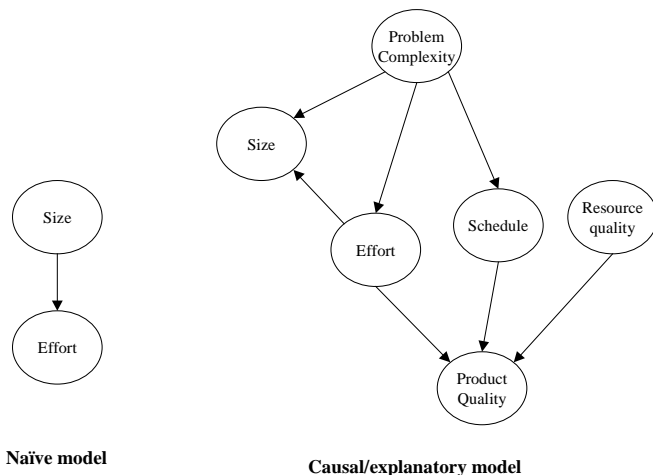 Problem
Complexity
Size
Size
Effort
Schedule
Resource
quality
Effort
Product
Quality
Naïve model
Causal/explanatory model